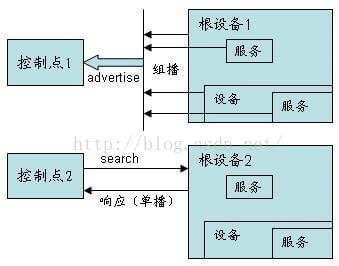 根设备1
服务
控制点1
advertise
组播
设备
服务
http://blog.csdn.net/
search
控制点2
响应（单播）
根设备2
服务
设备
服务